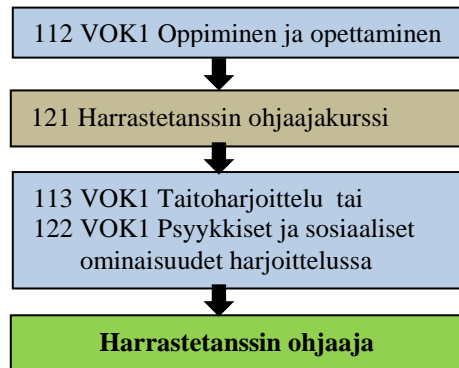 112 VOK1 Oppiminen ja opettaminen
121 Harrastetanssin ohjaajakurssi
113 VOK1 Taitoharjoittelu tai
122 VOK1 Psyykkiset ja sosiaaliset
ominaisuudet harjoittelussa
Harrastetanssin ohjaaja